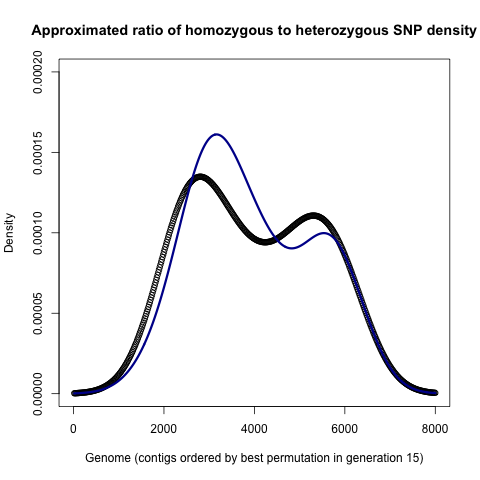 Approximated ratio of homozygous to heterozygous SNP density
0.00020
0.00015
0.00010
0.00005
0.00000
Density
0 2000 4000 6000 8000
Genome (contigs ordered by best permutation in generation 15)